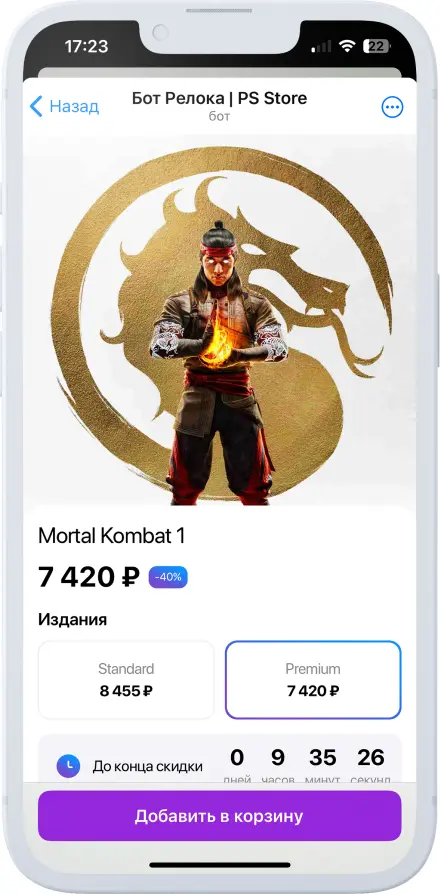 17:23
22
Назад
Бот Релока | PS Store
бот
Mortal Kombat 1
7 420 ₽
-40%
Издания
Standard
8 455 ₽
Premium
7 420 ₽
До конца скидки
0 9 35 26
дней часов минут секунд
Добавить в корзину